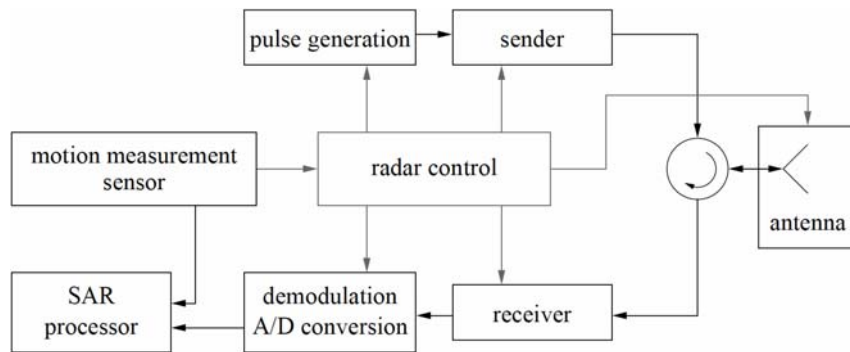 pulse generation
sender
motion measurement
sensor
radar control
antenna
SAR
processor
demodulation
A/D conversion
receiver